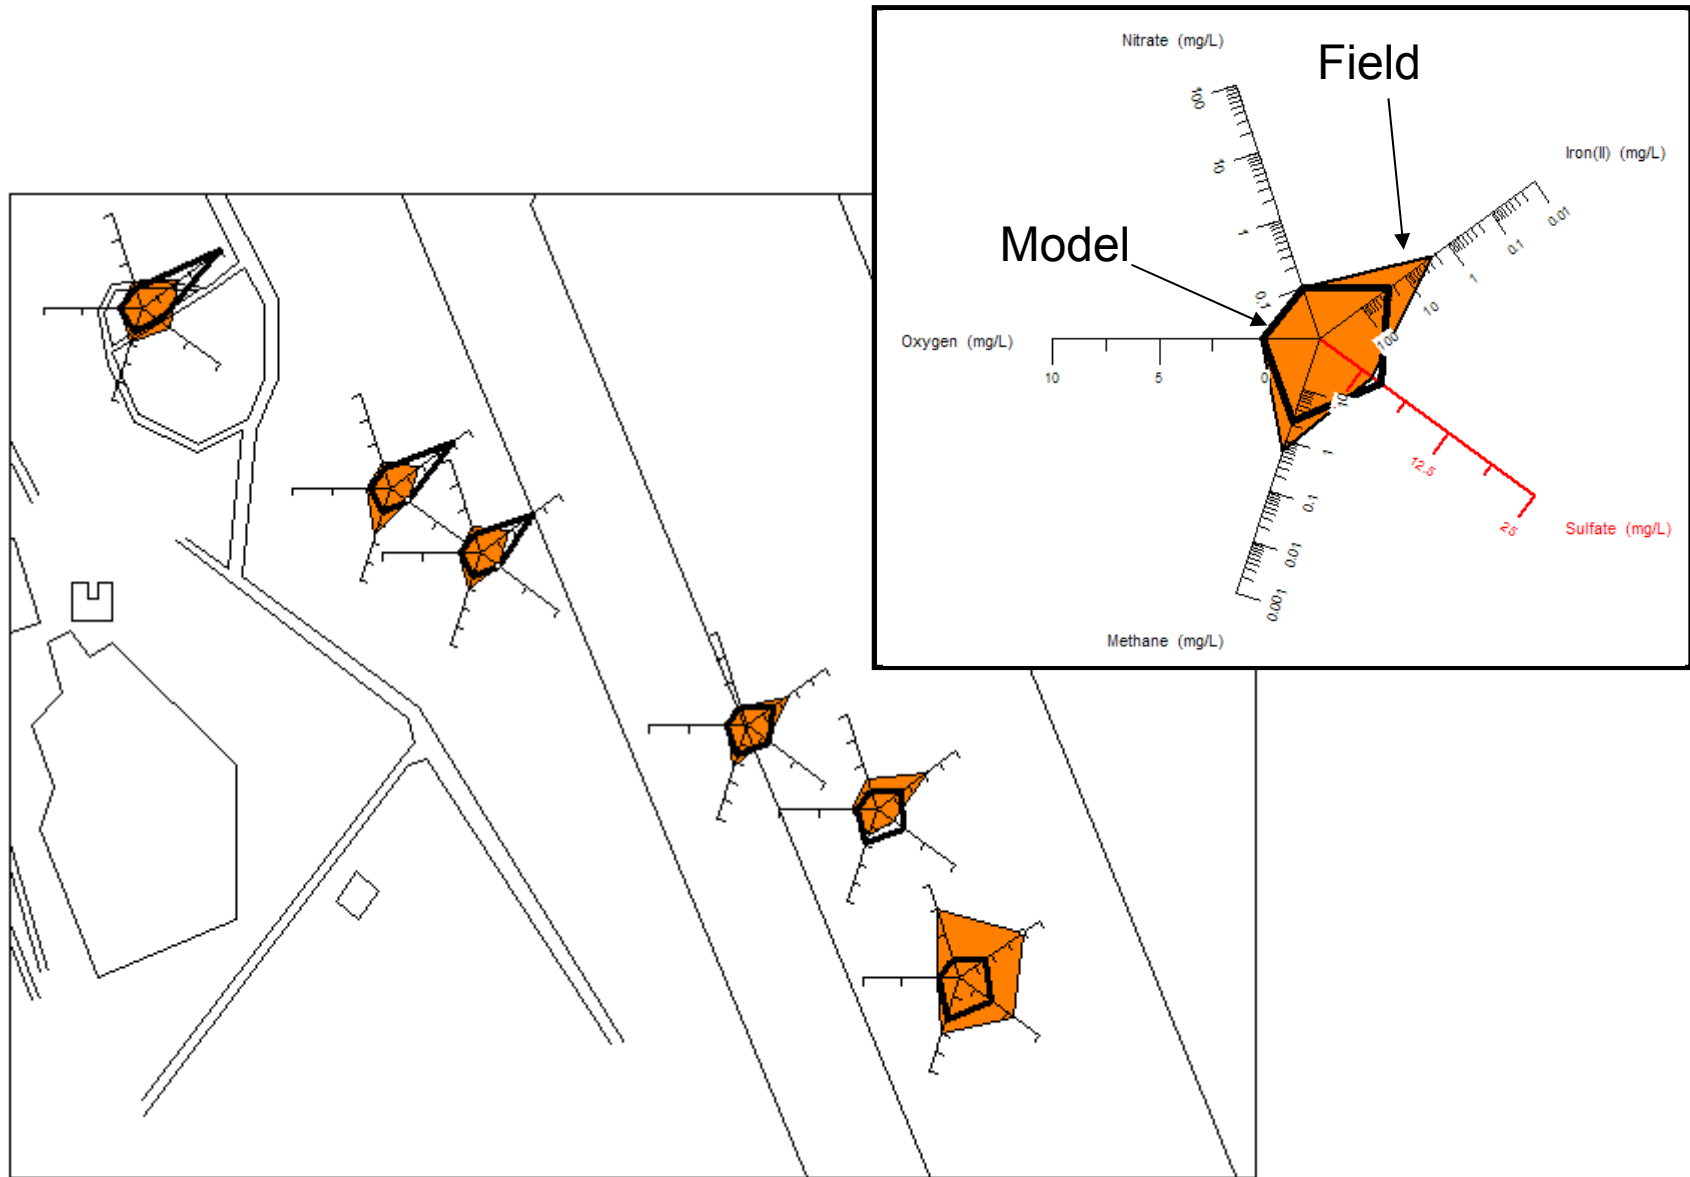 Nitrate (mg/L)
Field
100
Iron(II) (mg/L)
10
0.01
0.1
1
Model
1
10
0.1
100
Oxygen (mg/L)
10
5
0
10
12.5
1
25
Sulfate (mg/L)
0.1
0.01
0.001
Methane (mg/L)